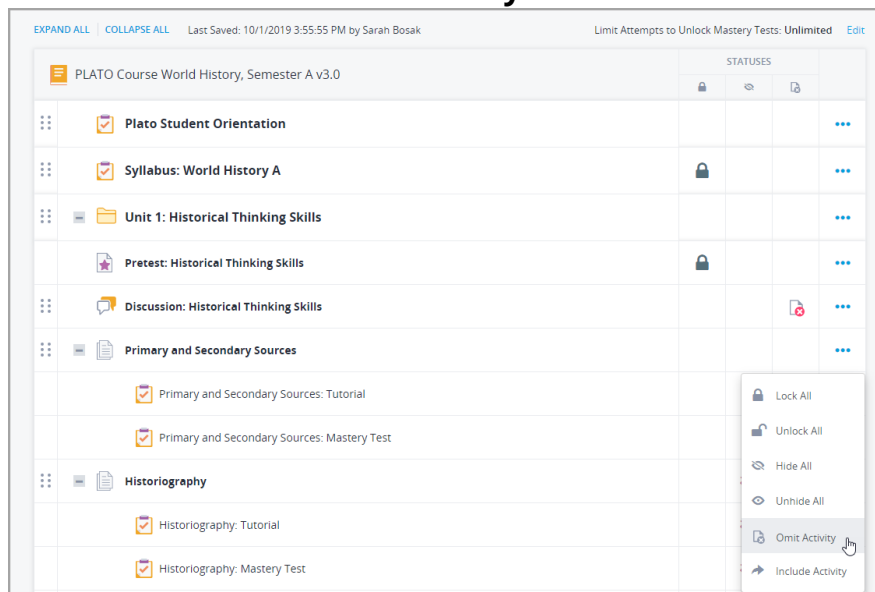 EXPAND ALL COLLAPSE ALL Last Saved: 10/1/2019 3:55:55 PM by Sarah Bosak Limit Attempts to Unlock Mastery Tests: Unlimited Edit
STATUSES
PLATO Course World History, Semester A v3.0
Plato Student Orientation
Syllabus: World History A
Unit 1: Historical Thinking Skills
Pretest: Historical Thinking Skills
Discussion: Historical Thinking Skills
Primary and Secondary Sources
Primary and Secondary Sources: Tutorial
Lock All
Unlock All
Primary and Secondary Sources: Mastery Test
Hide All
Historiography
Unhide All
Historiography: Tutorial
Omit Activity
Historiography: Mastery Test
Include Activity